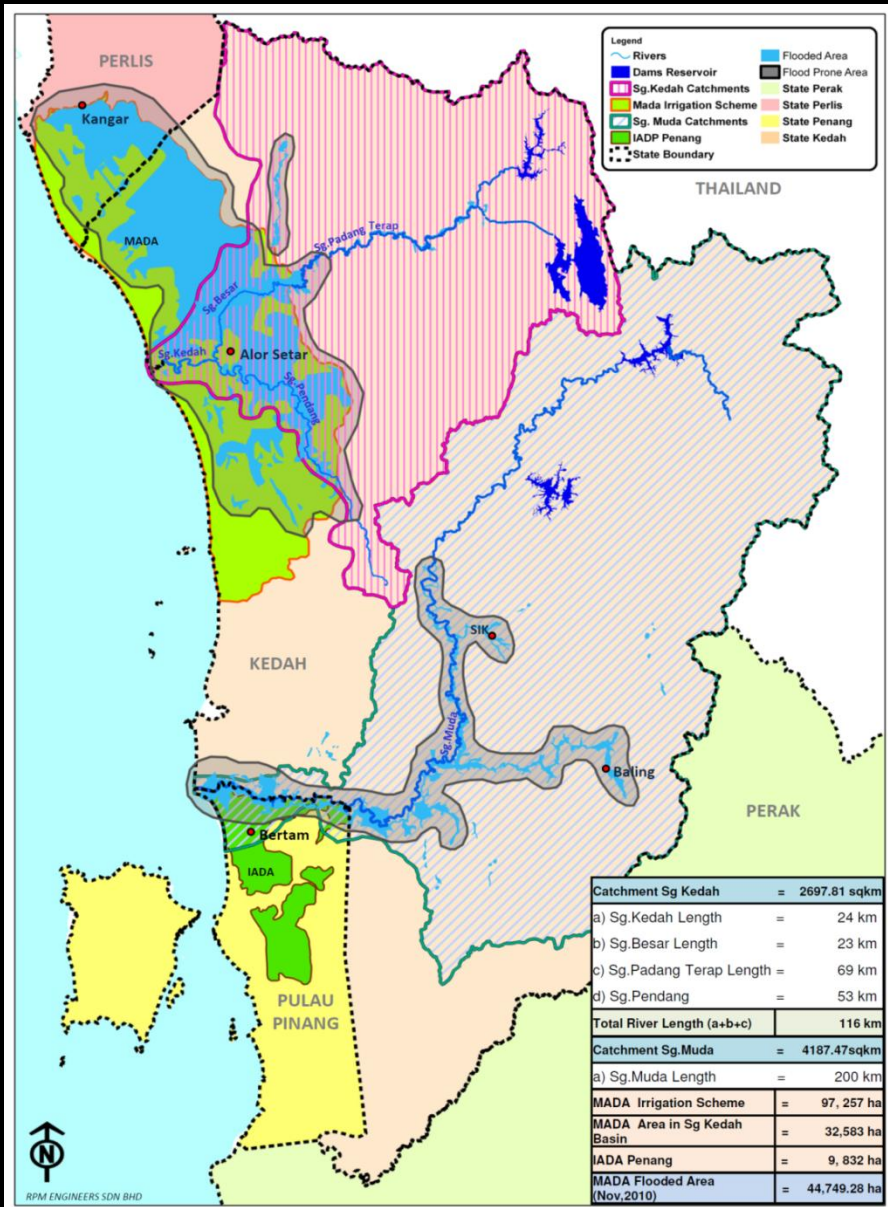 PERLIS
Kangar
MADA
Sg.Padang Terap
Sg.Besar
Sg.Kedah
Alor Setar
Sg. Pendang
THAILAND
SIK
KEDAH
Sg.Muda
Baling
PERAK
Bertam
IADA
PULAU
PINANG
N
RPM ENGINEERS SDN BHD
Legend
Rivers
Dams Reservoir
Sg.Kedah Catchments
Mada Irrigation Scheme
Sg. Muda Catchments
IADP Penang
State Boundary
Flooded Area
Flood Prone Area
State Perak
State Perlis
State Penang
State Kedah
Catchment Sg Kedah = 2697.81 sqkm
a) Sg.Kedah Length = 24 km
b) Sg.Besar Length = 23 km
c) Sg.Padang Terap Length = 69 km
d) Sg.Pendang = 53 km
Total River Length (a+b+c) 116 km
Catchment Sg.Muda = 4187.47sqkm
a) Sg.Muda Length = 200 km
MADA Irrigation Scheme = 97, 257 ha
MADA Area in Sg Kedah
Basin = 32,583 ha
IADA Penang = 9, 832 ha
MADA Flooded Area
(Nov,2010) = 44,749.28 ha